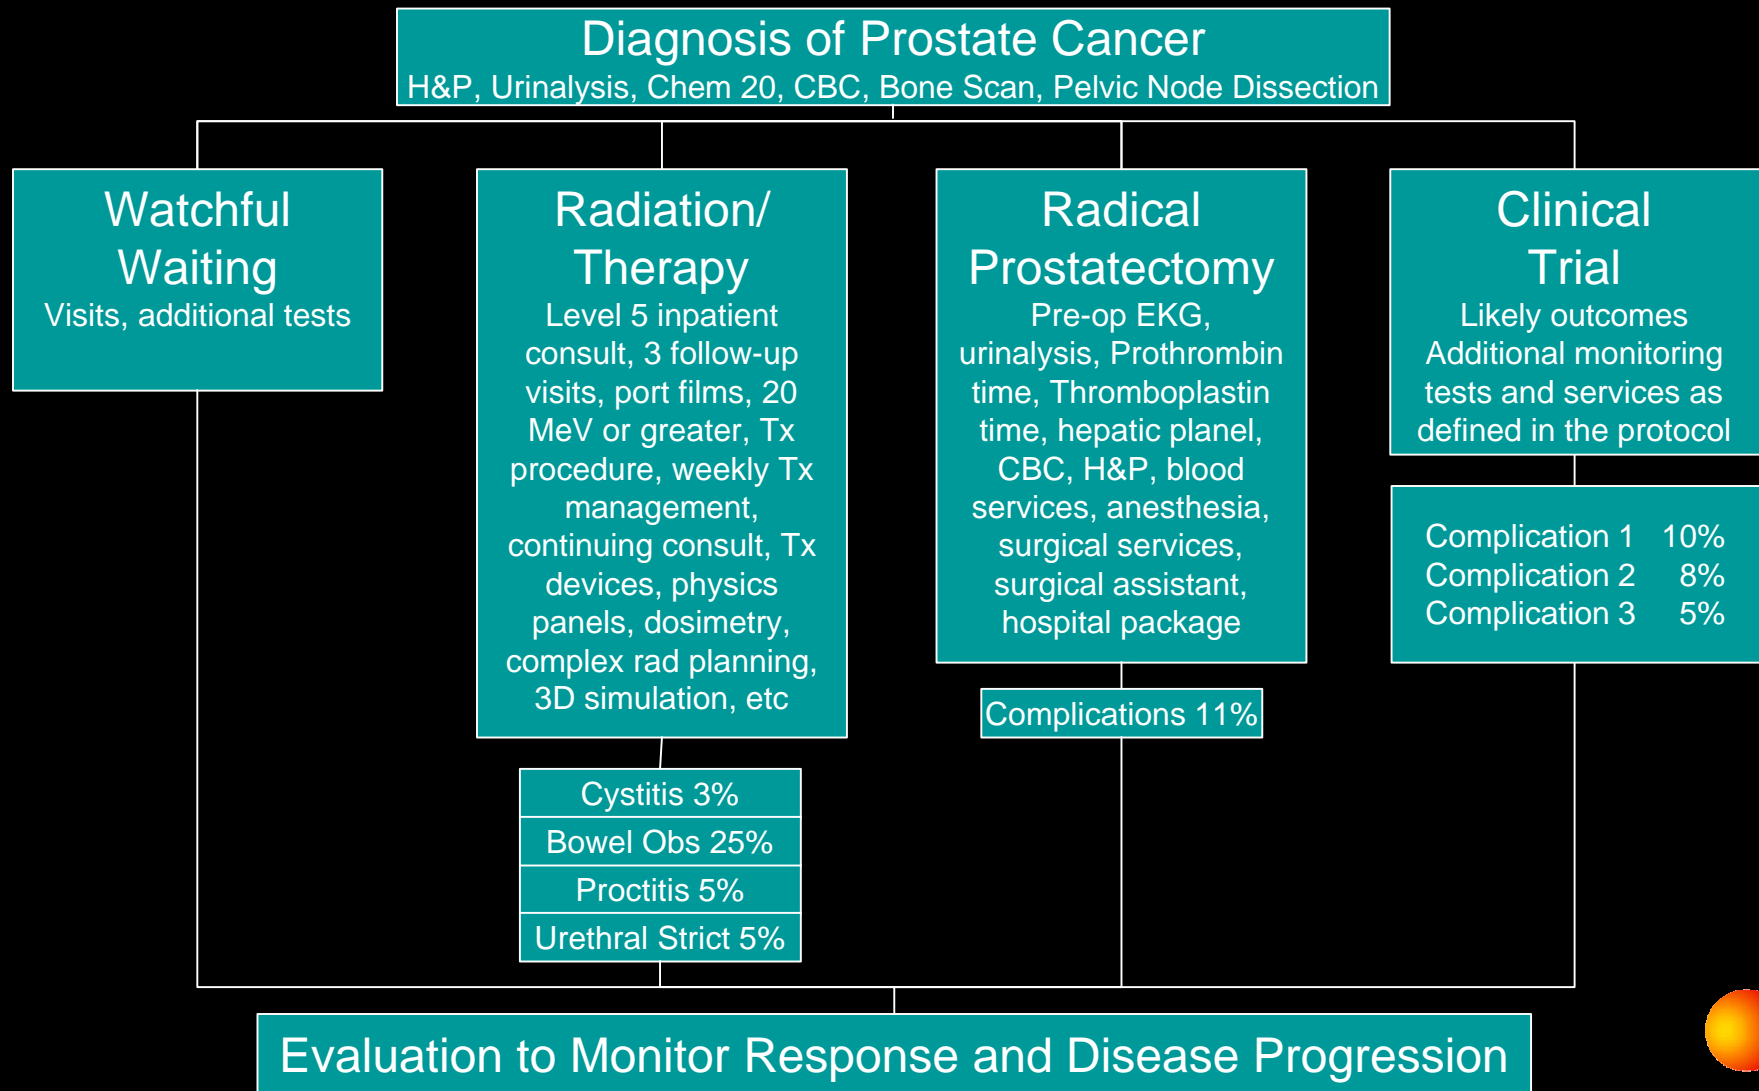 Diagnosis of Prostate Cancer
H&P, Urinalysis, Chem 20, CBC, Bone Scan, Pelvic Node Dissection
Watchful
Waiting
Visits, additional tests
Radiation/
Therapy
Level 5 inpatient
consult, 3 follow-up
visits, port films, 20
MeV or greater, Tx
procedure, weekly Tx
management,
continuing consult, Tx
devices, physics
panels, dosimetry,
complex rad planning,
3D simulation, etc
Cystitis 3%
Bowel Obs 25%
Proctitis 5%
Urethral Strict 5%
Radical
Prostatectomy
Pre-op EKG,
urinalysis, Prothrombin
time, Thromboplastin
time, hepatic planel,
CBC, H&P, blood
services, anesthesia,
surgical services,
surgical assistant,
hospital package
Complications 11%
Clinical
Trial
Likely outcomes
Additional monitoring
tests and services as
defined in the protocol
Complication 1 10%
Complication 2 8%
Complication 3 5%
Evaluation to Monitor Response and Disease Progression